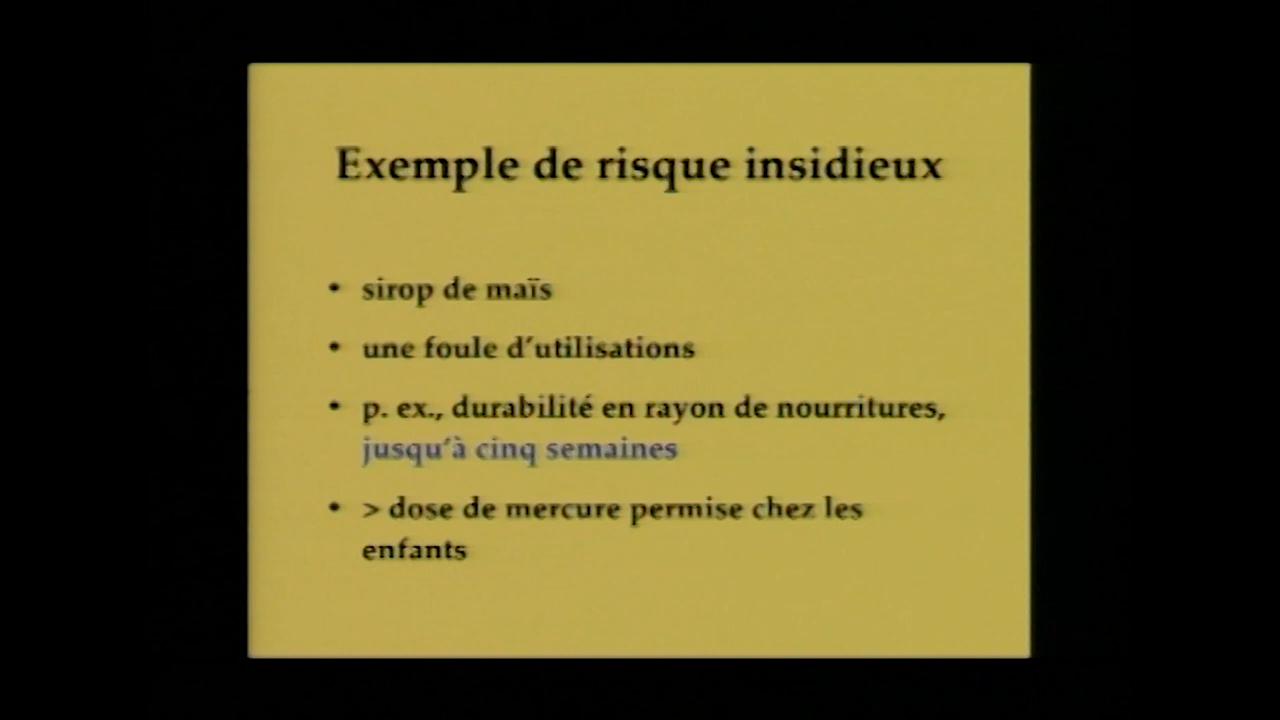 Exemple de risque insidieux
• sirop de maïs
• une foule d'utilisations
• p. ex., durabilité en rayon de nourritures,
jusqu'à cinq semaines
• > dose de mercure permise chez les
enfants